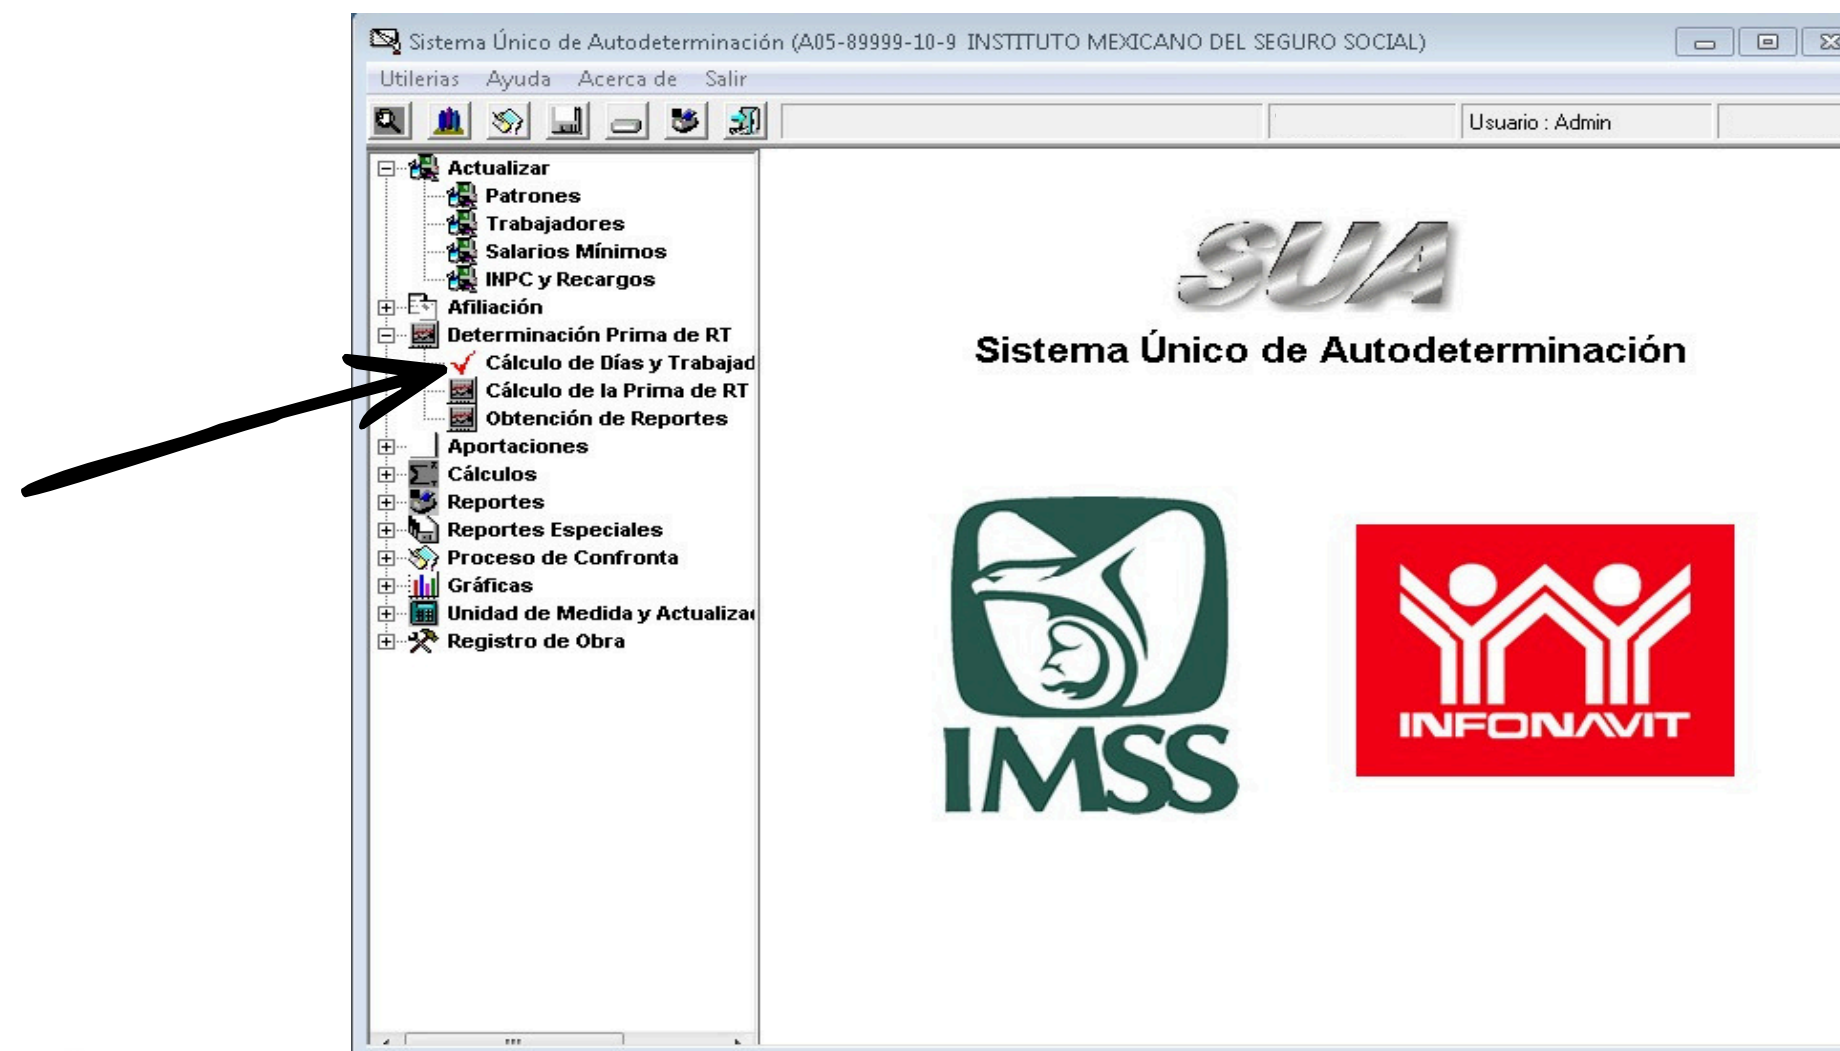 Sistema Único de Autodeterminación (A05-89999-10-9 INSTITUTO MEXICANO DEL SEGURO SOCIAL)
Utilerias Ayuda Acerca de Salir
Usuario : Admin
Actualizar
Patrones
Trabajadores
Salarios Mínimos
INPC y Recargos
Afiliación
Determinación Prima de RT
Cálculo de Días y Trabajad
Cálculo de la Prima de RT
Obtención de Reportes
Aportaciones
Cálculos
Reportes
Reportes Especiales
Proceso de Confronta
Gráficas
Unidad de Medida y Actualiza
Registro de Obra
SUA
Sistema Único de Autodeterminación
IMSS
INFONAVIT